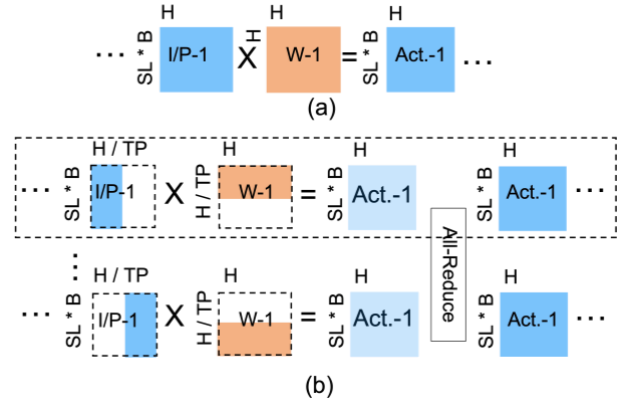 H H H
... SL * B I/P-1 X H W-1 = SL * B Act.-1 ...
(a)
H / TP H H H
... SL * B I/P-1 X H / TP W-1 = SL * B Act.-1 SL * B Act.-1 ...
All-Reduce
...
H / TP H H H
... SL * B I/P-1 X H / TP W-1 = SL * B Act.-1 SL * B Act.-1 ...
(b)